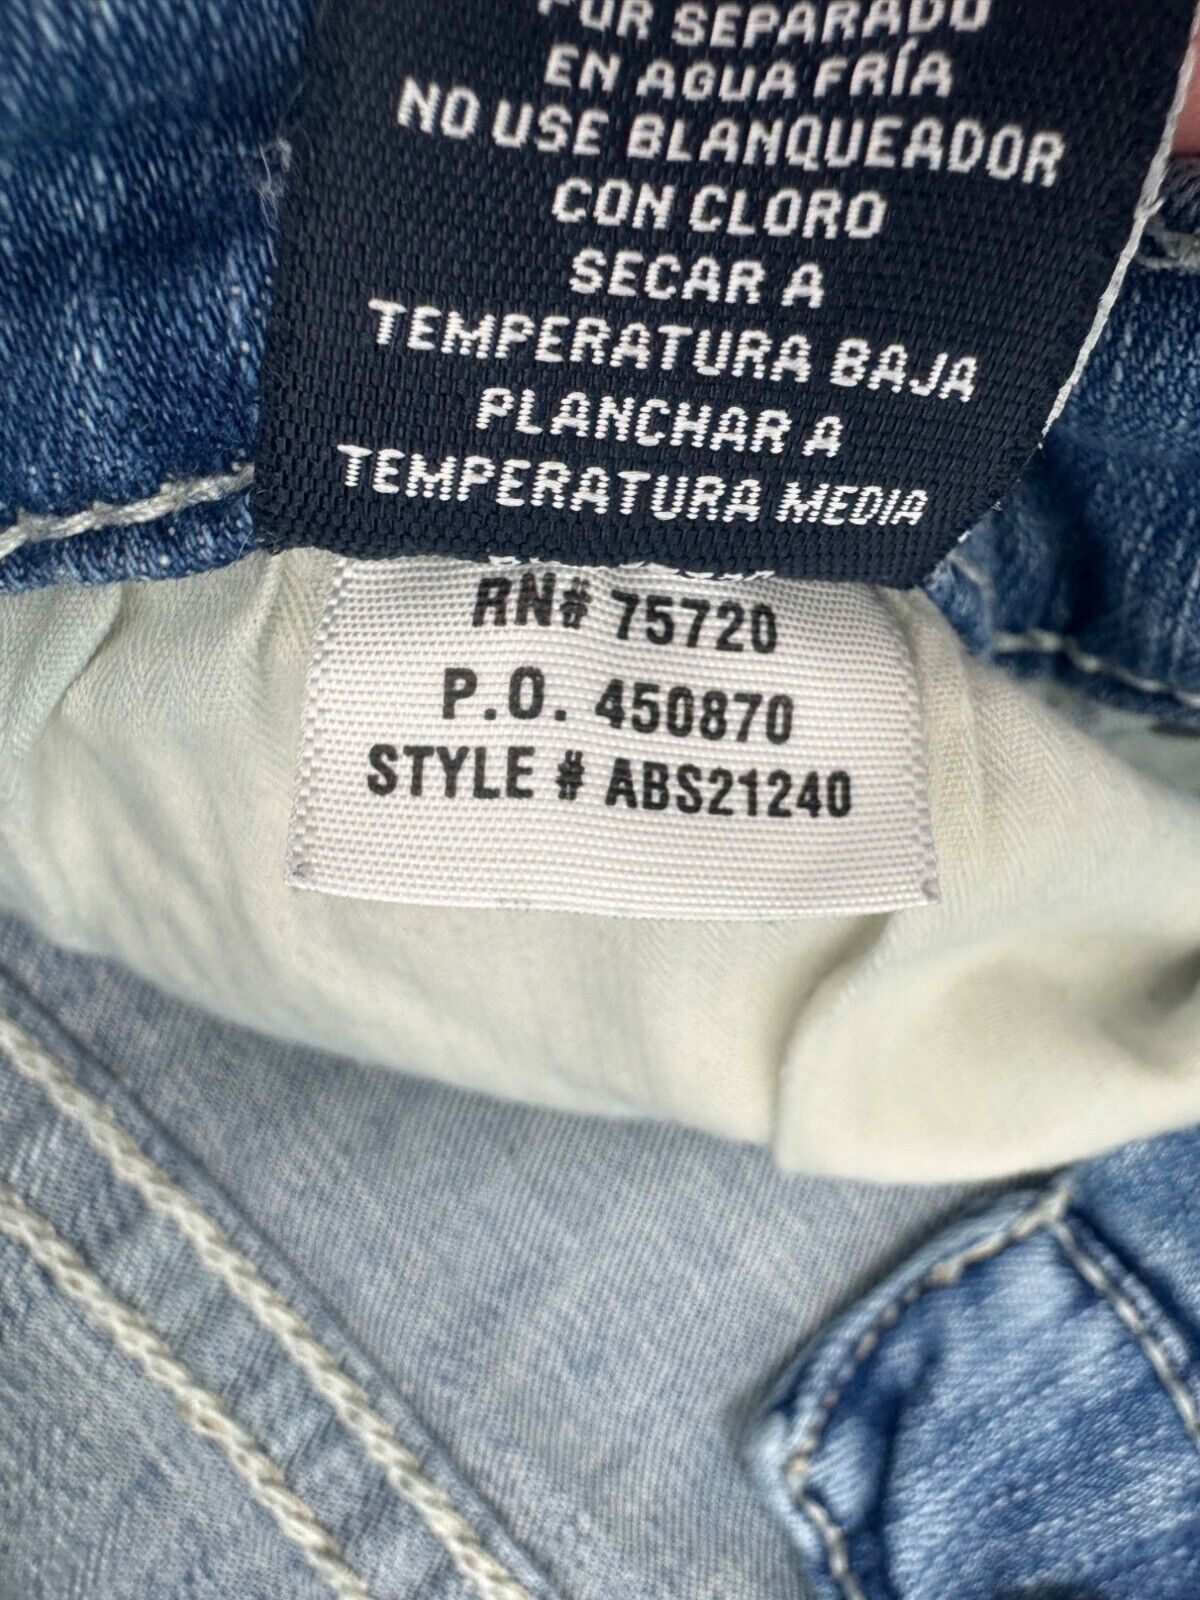 POR SEPARADO
EN AGUA FRÍA
NO USE BLANQUEADOR
CON CLORO
SECAR A
TEMPERATURA BAJA
PLANCHAR A
TEMPERATURA MEDIA
RN# 75720
P.O. 450870
STYLE # ABS21240